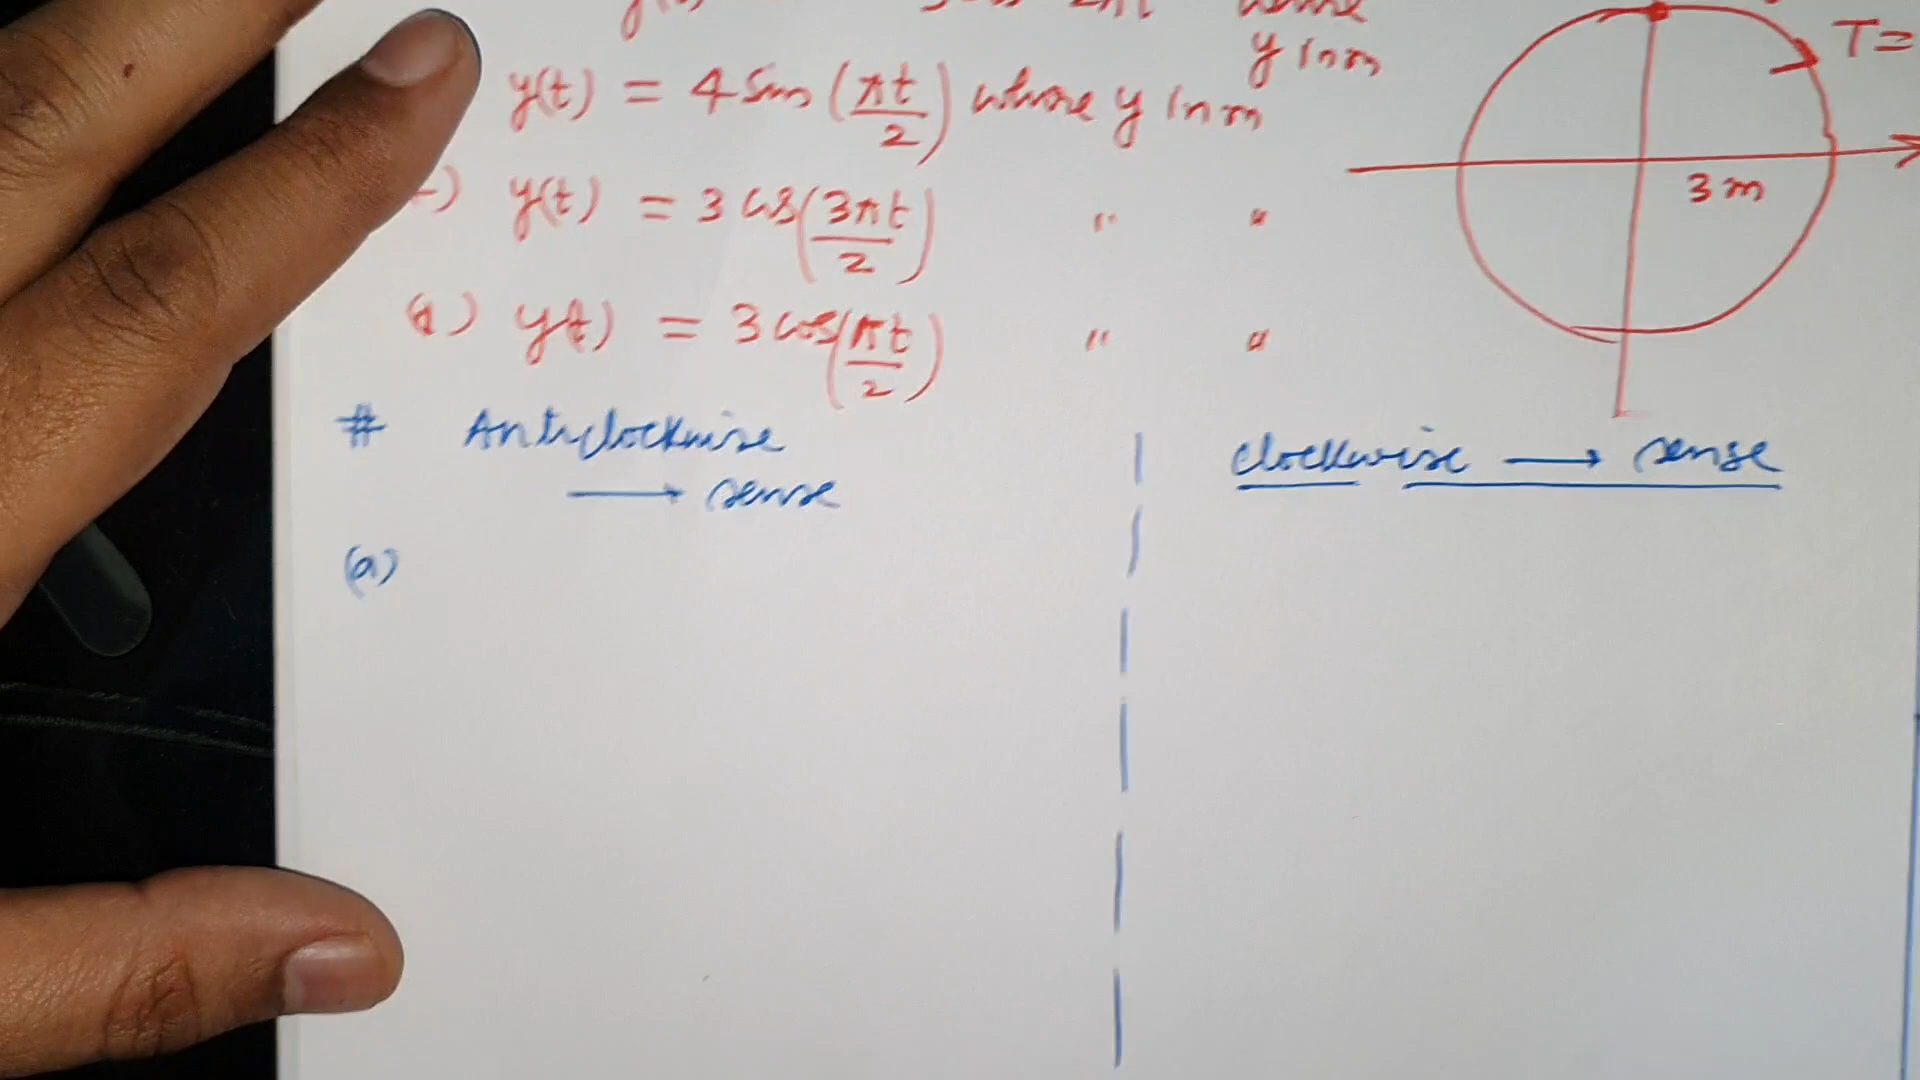 y in m
T =
y(t) = 4 Sin (πt/2) where y in m
3 m
y(t) = 3 cos(3πt/2) " "
(d) y(t) = 3 cos(πt/2) " "
# Anticlockwise
→ sense
clockwise → sense
(a)